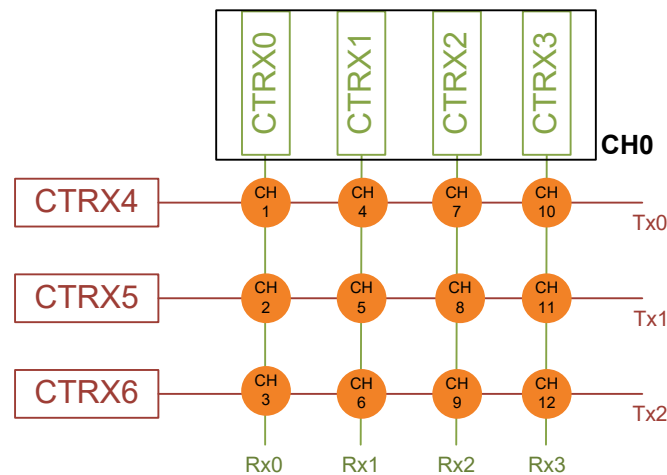 CTRX0
CTRX1
CTRX2
CTRX3
CH0
CTRX4
CH
1
CH
4
CH
7
CH
10
Tx0
CTRX5
CH
2
CH
5
CH
8
CH
11
Tx1
CTRX6
CH
3
CH
6
CH
9
CH
12
Tx2
Rx0
Rx1
Rx2
Rx3